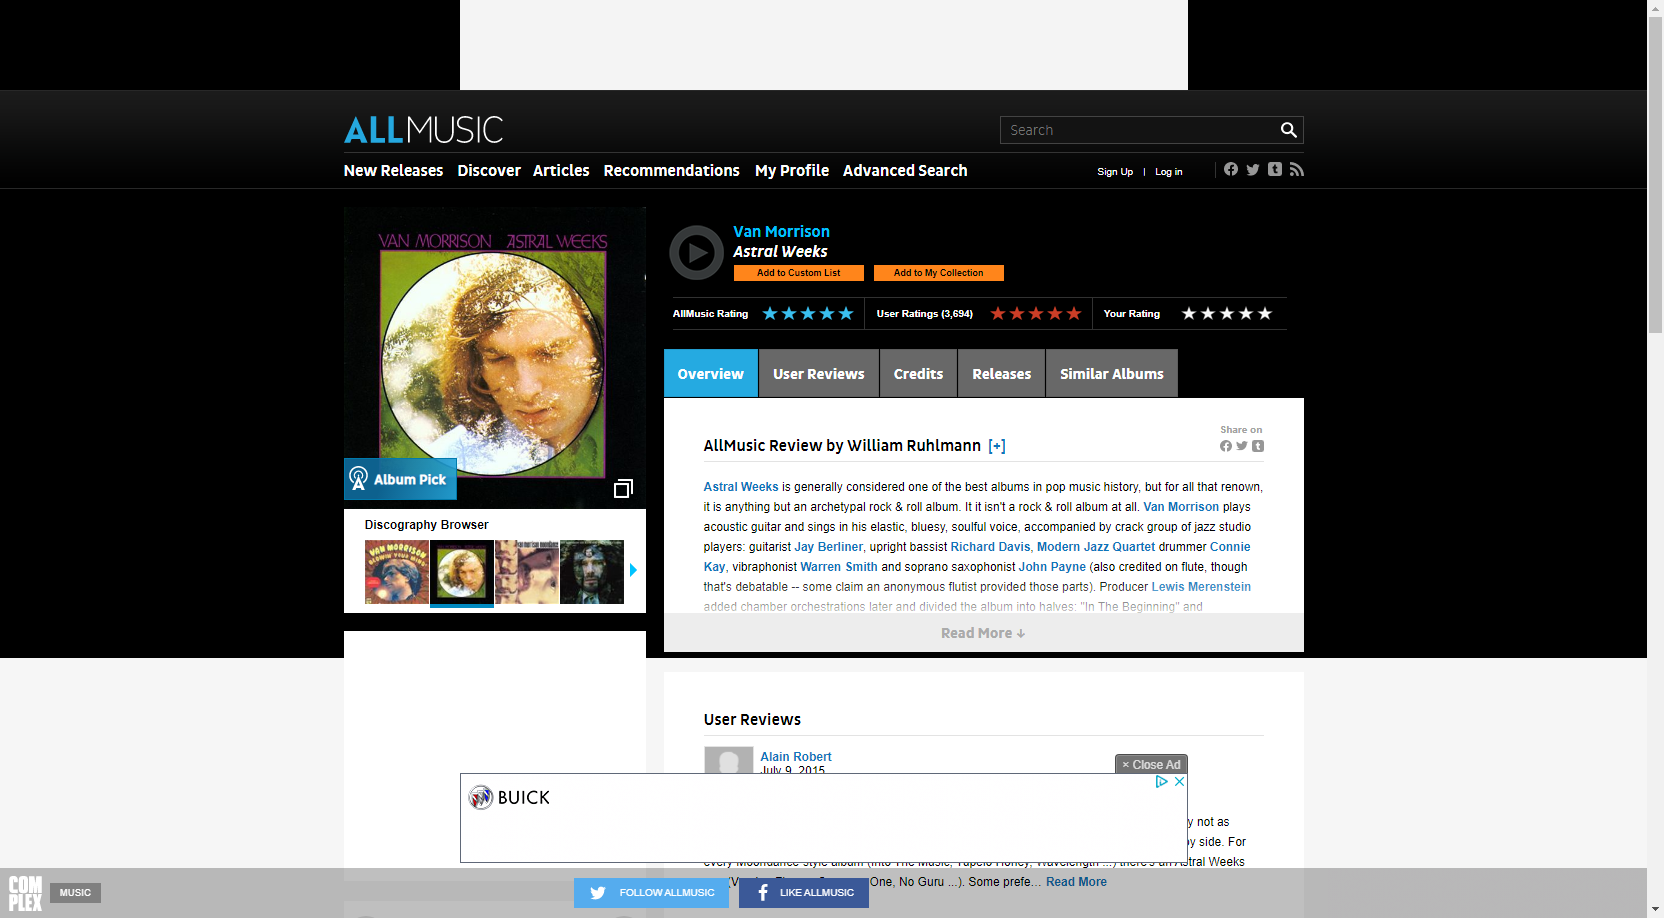 ALLMUSIC
Search
New Releases Discover Articles Recommendations My Profile Advanced Search
Sign Up | Log in
VAN MORRISON ASTRAL WEEKS
Album Pick
Discography Browser
VAN MORRISON
Van Morrison
Astral Weeks
Add to Custom List Add to My Collection
AllMusic Rating User Ratings (3,694) Your Rating
Overview User Reviews Credits Releases Similar Albums
AllMusic Review by William Ruhlmann [+]
Share on
Astral Weeks is generally considered one of the best albums in pop music history, but for all that renown,
it is anything but an archetypal rock & roll album. It it isn't a rock & roll album at all. Van Morrison plays
acoustic guitar and sings in his elastic, bluesy, soulful voice, accompanied by crack group of jazz studio
players: guitarist Jay Berliner, upright bassist Richard Davis, Modern Jazz Quartet drummer Connie
Kay, vibraphonist Warren Smith and soprano saxophonist John Payne (also credited on flute, though
that's debatable -- some claim an anonymous flutist provided those parts). Producer Lewis Merenstein
added chamber orchestrations later and divided the album into halves: "In The Beginning" and
Read More ↓
User Reviews
Alain Robert
July 9, 2015
× Close Ad
BUICK
y not as
by side. For
every Moondance-style album (Into The Music, Tupelo Honey, Wavelength ...) there's an Astral Weeks
One, No Guru ...). Some prefe... Read More
COMPLEX
MUSIC
FOLLOW ALLMUSIC
LIKE ALLMUSIC